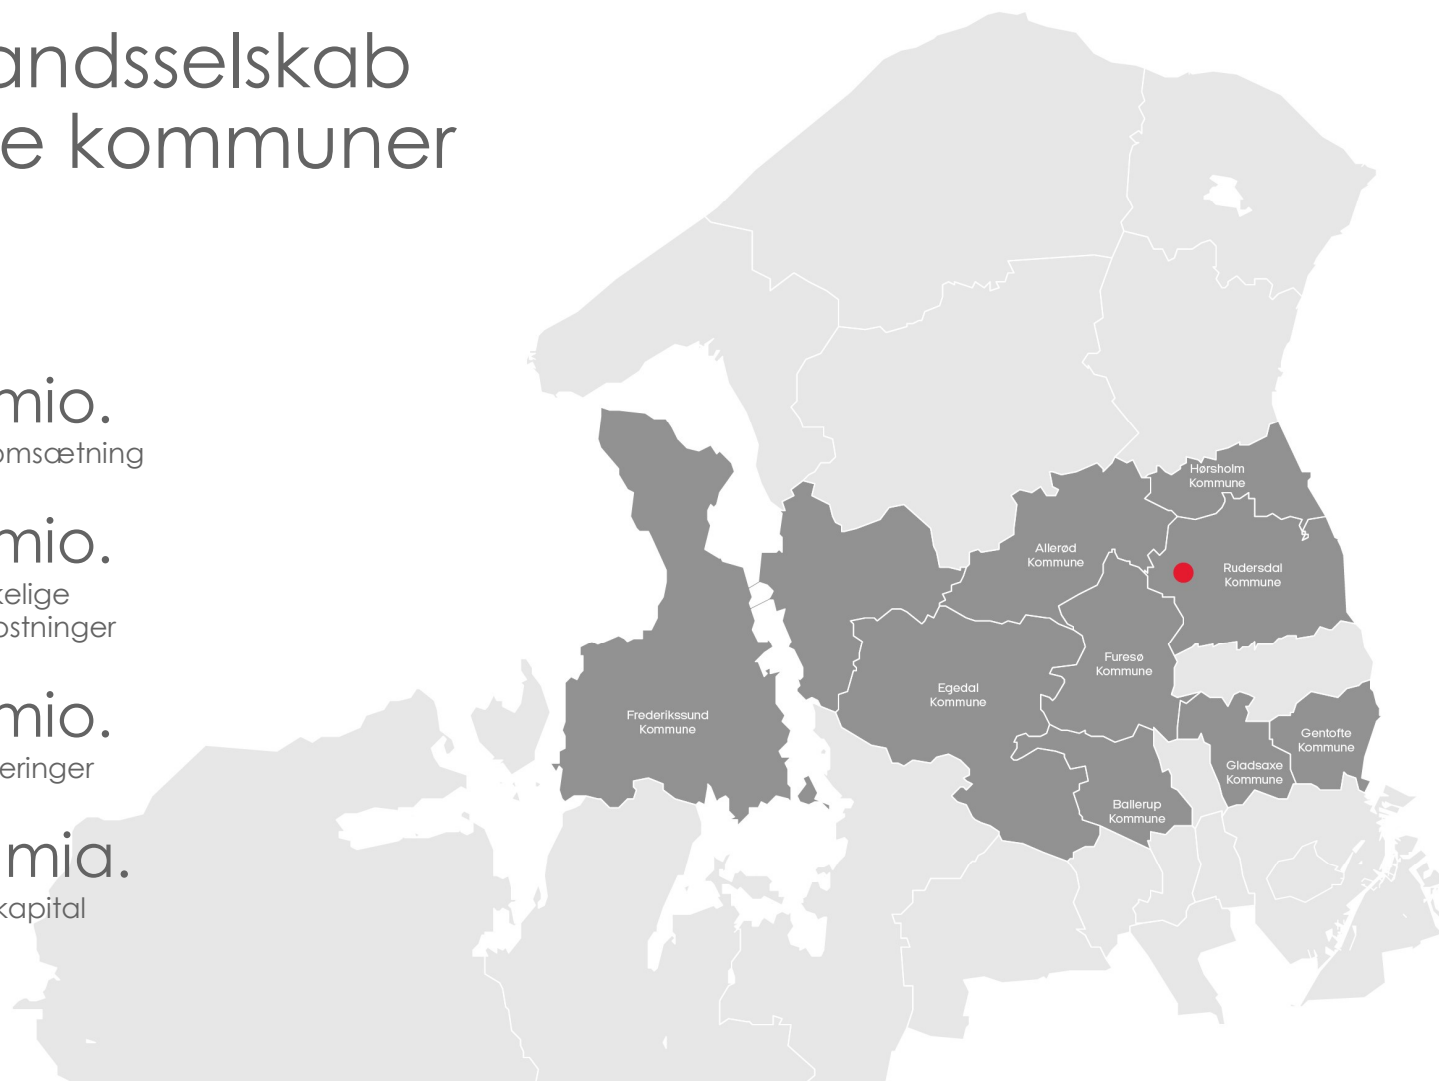 andsselskab
e kommuner
mio.
omsætning
mio.
kelige
ostninger
mio.
eringer
mia.
kapital
Hørsholm
Kommune
Allerød
Kommune
Rudersdal
Kommune
Furesø
Kommune
Egedal
Kommune
Frederikssund
Kommune
Gentofte
Kommune
Gladsaxe
Kommune
Ballerup
Kommune